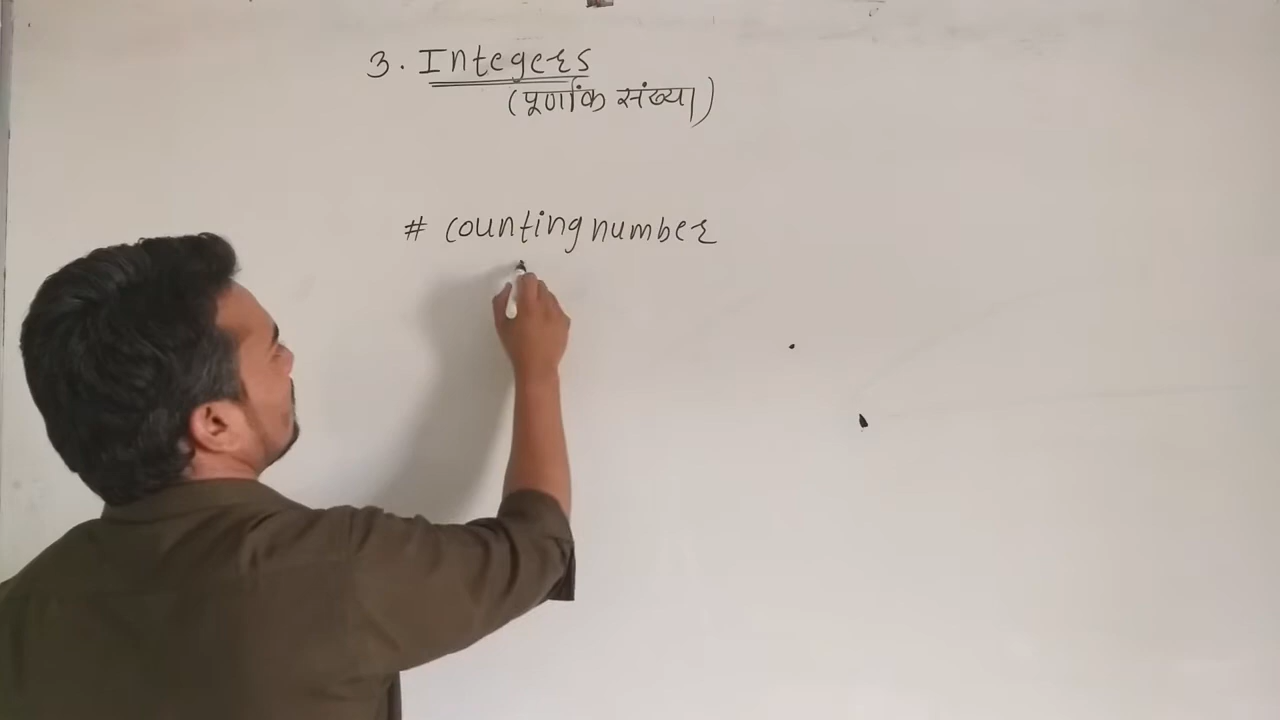 3. Integers
(पूर्णांक संख्या)
# counting number